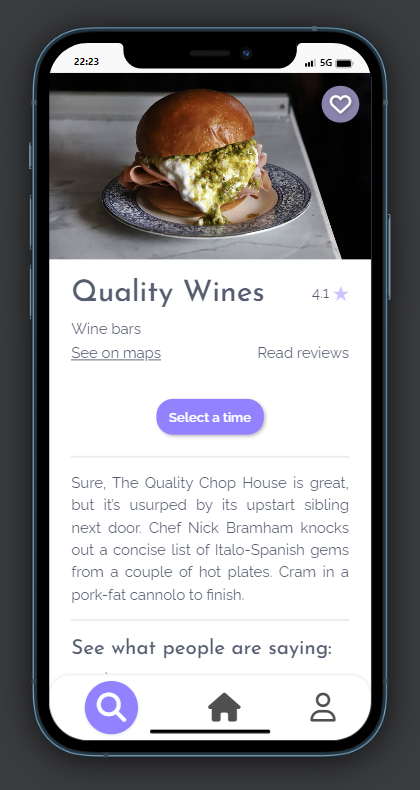 22:23
5G
Quality Wines
4.1
Wine bars
See on maps
Read reviews
Select a time
Sure, The Quality Chop House is great,
but it's usurped by its upstart sibling
next door. Chef Nick Bramham knocks
out a concise list of Italo-Spanish gems
from a couple of hot plates. Cram in a
pork-fat cannolo to finish.
See what people are saying: